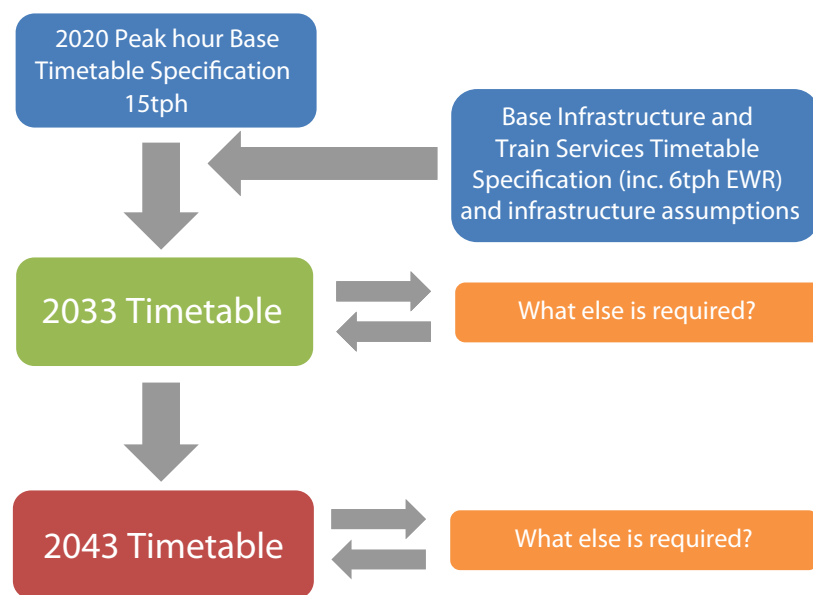 2020 Peak hour Base
Timetable Specification
15tph
Base Infrastructure and
Train Services Timetable
Specification (inc. 6tph EWR)
and infrastructure assumptions
2033 Timetable
What else is required?
2043 Timetable
What else is required?